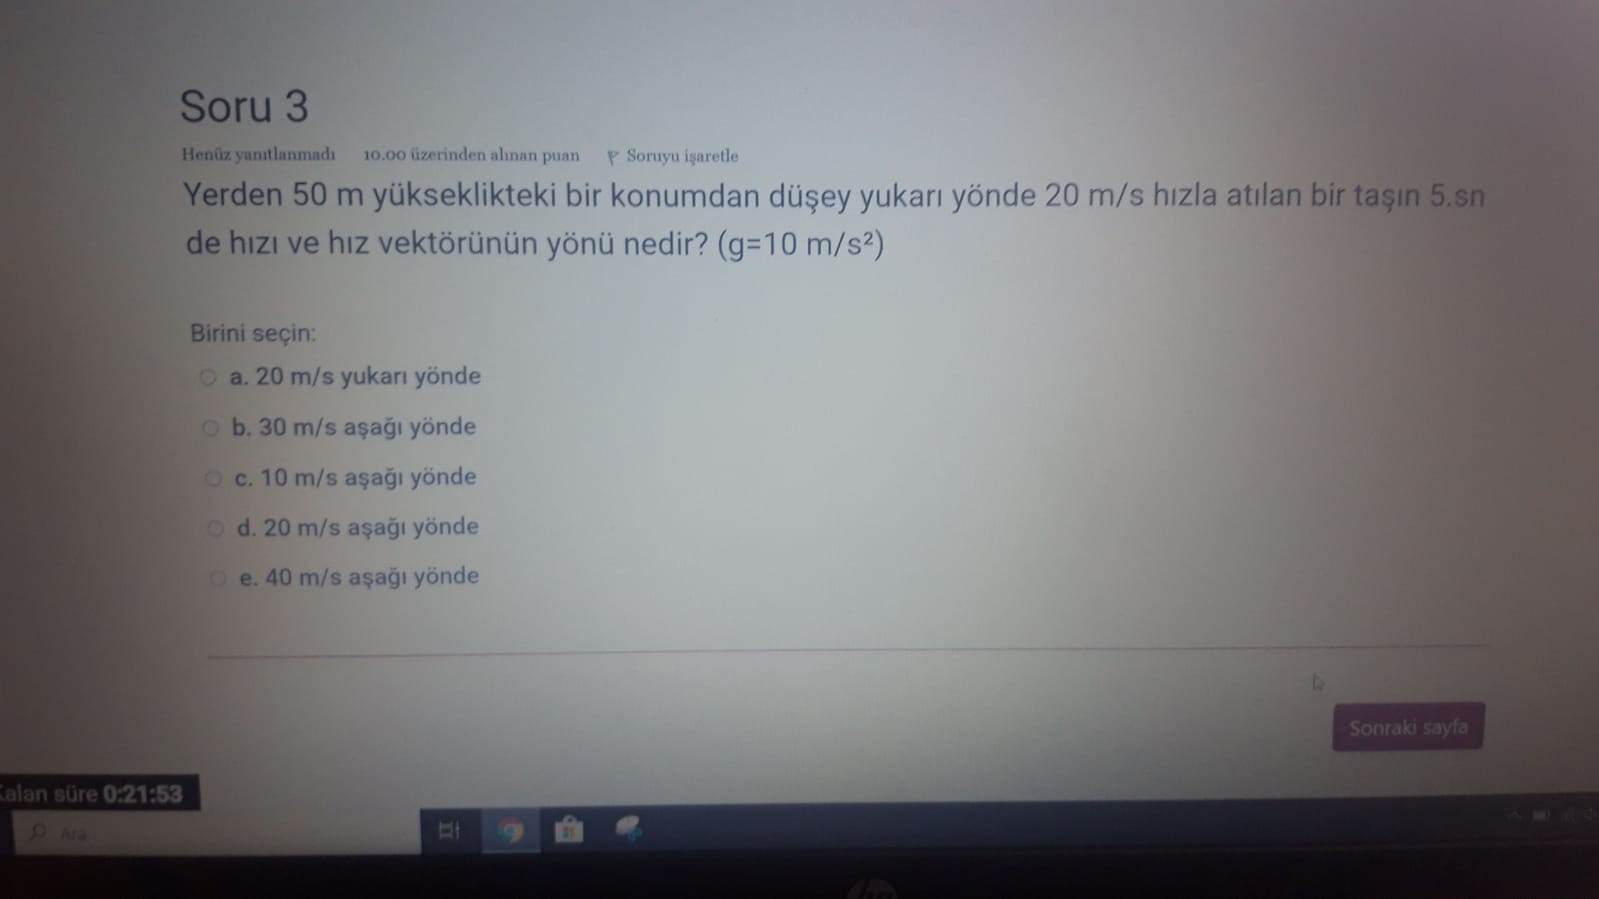 Soru 3
Henüz yanıtlanmadı 10.00 üzerinden alınan puan Soruyu işaretle
Yerden 50 m yükseklikteki bir konumdan düşey yukarı yönde 20 m/s hızla atılan bir taşın 5.sn
de hızı ve hız vektörünün yönü nedir? (g=10 m/s²)
Birini seçin:
a. 20 m/s yukarı yönde
b. 30 m/s aşağı yönde
c. 10 m/s aşağı yönde
d. 20 m/s aşağı yönde
e. 40 m/s aşağı yönde
Sonraki sayfa
Kalan süre 0:21:53
Ara